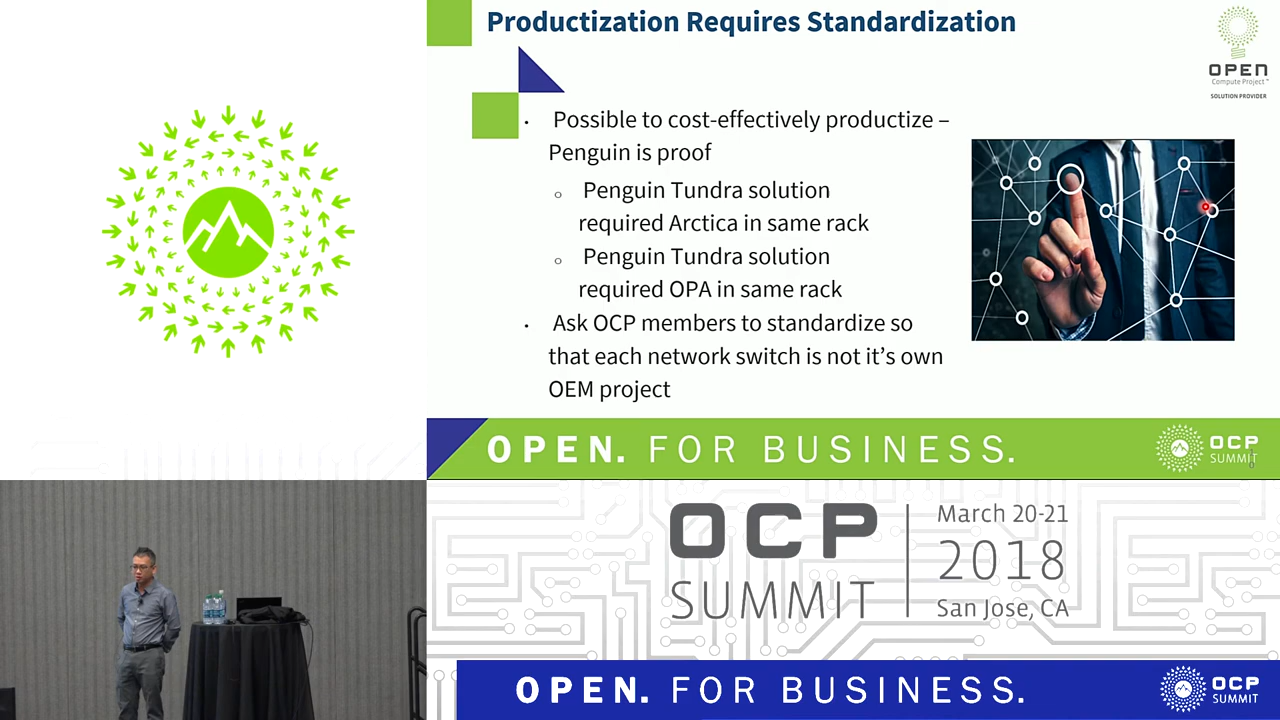 Productization Requires Standardization
OPEN
Compute Project™
SOLUTION PROVIDER
• Possible to cost-effectively productize –
Penguin is proof
o Penguin Tundra solution
required Arctica in same rack
o Penguin Tundra solution
required OPA in same rack
• Ask OCP members to standardize so
that each network switch is not it’s own
OEM project
OPEN. FOR BUSINESS.
OCP
SUMMIT
OCP
SUMMIT
March 20-21
2018
San Jose, CA
OPEN. FOR BUSINESS.
OCP
SUMMIT